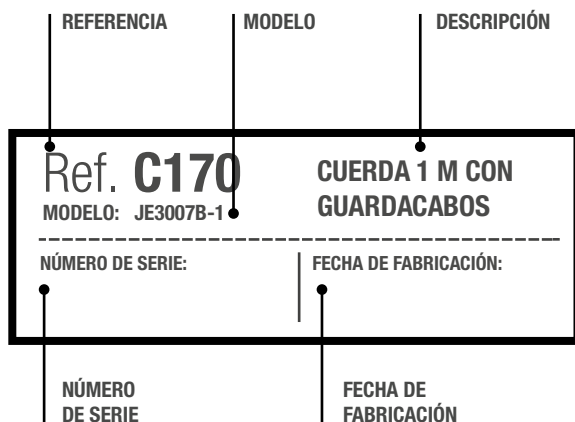 REFERENCIA MODELO DESCRIPCIÓN
Ref. C170
MODELO: JE3007B-1
CUERDA 1 M CON
GUARDACABOS
NÚMERO DE SERIE:
FECHA DE FABRICACIÓN:
NÚMERO
DE SERIE
FECHA DE
FABRICACIÓN